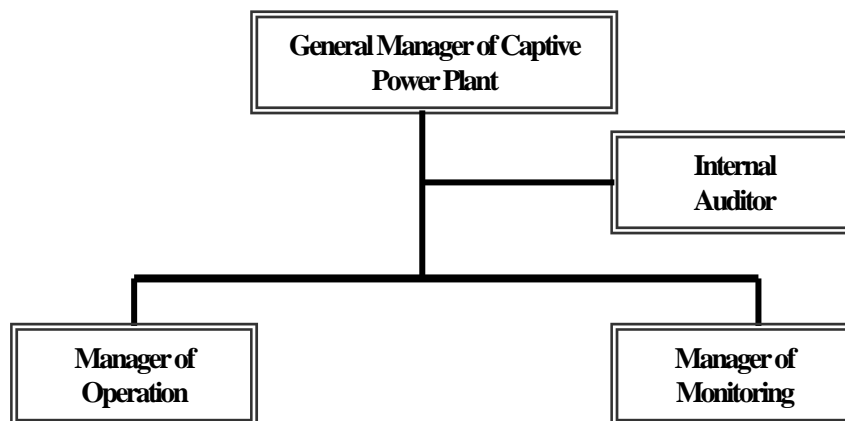 General Manager of Captive
Power Plant
Internal
Auditor
Manager of
Operation
Manager of
Monitoring